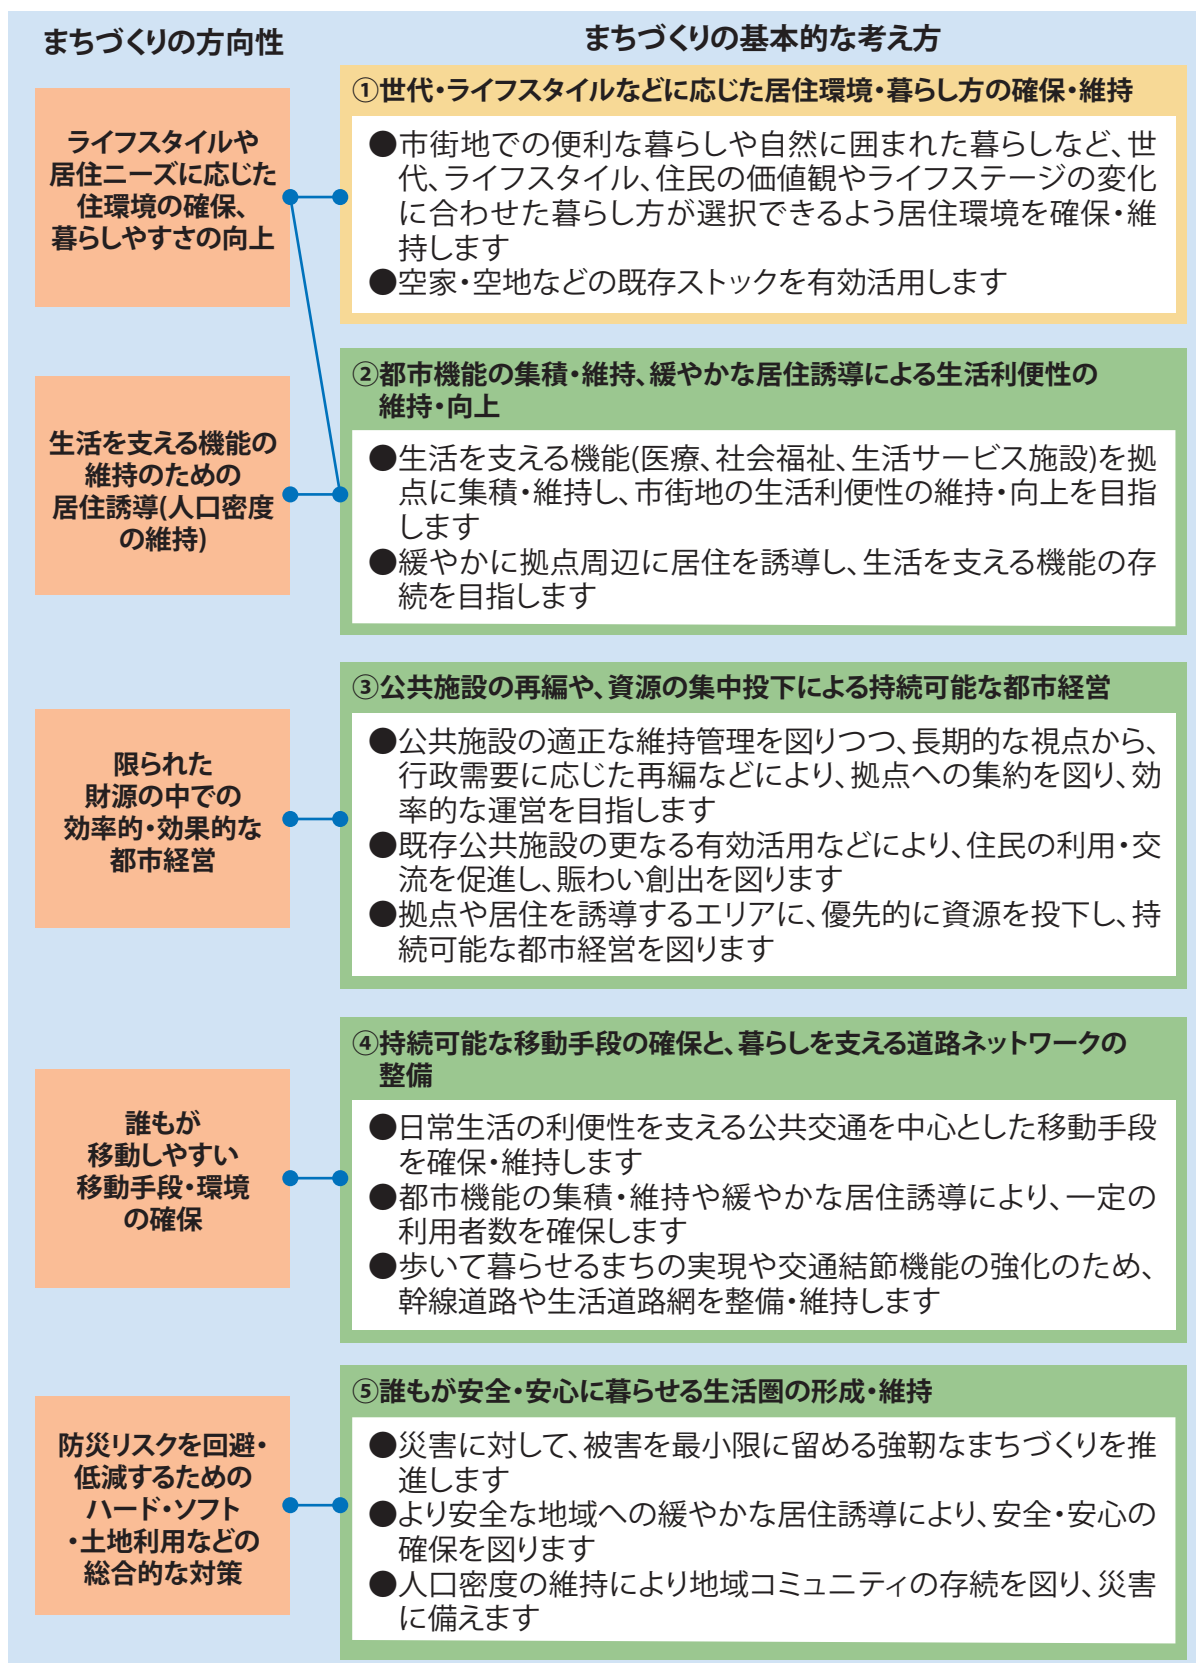 まちづくりの方向性
まちづくりの基本的な考え方
ライフスタイルや
居住ニーズに応じた
住環境の確保、
暮らしやすさの向上
①世代・ライフスタイルなどに応じた居住環境・暮らし方の確保・維持
●市街地での便利な暮らしや自然に囲まれた暮らしなど、世
代、ライフスタイル、住民の価値観やライフステージの変化
に合わせた暮らし方が選択できるよう居住環境を確保・維
持します
●空家・空地などの既存ストックを有効活用します
生活を支える機能の
維持のための
居住誘導(人口密度
の維持)
②都市機能の集積・維持、緩やかな居住誘導による生活利便性の
維持・向上
●生活を支える機能(医療、社会福祉、生活サービス施設)を拠
点に集積・維持し、市街地の生活利便性の維持・向上を目指
します
●緩やかに拠点周辺に居住を誘導し、生活を支える機能の存
続を目指します
限られた
財源の中での
効率的・効果的な
都市経営
③公共施設の再編や、資源の集中投下による持続可能な都市経営
●公共施設の適正な維持管理を図りつつ、長期的な視点から、
行政需要に応じた再編などにより、拠点への集約を図り、効
率的な運営を目指します
●既存公共施設の更なる有効活用などにより、住民の利用・交
流を促進し、賑わい創出を図ります
●拠点や居住を誘導するエリアに、優先的に資源を投下し、持
続可能な都市経営を図ります
誰もが
移動しやすい
移動手段・環境
の確保
④持続可能な移動手段の確保と、暮らしを支える道路ネットワークの
整備
●日常生活の利便性を支える公共交通を中心とした移動手段
を確保・維持します
●都市機能の集積・維持や緩やかな居住誘導により、一定の
利用者数を確保します
●歩いて暮らせるまちの実現や交通結節機能の強化のため、
幹線道路や生活道路網を整備・維持します
防災リスクを回避・
低減するための
ハード・ソフト
・土地利用などの
総合的な対策
⑤誰もが安全・安心に暮らせる生活圏の形成・維持
●災害に対して、被害を最小限に留める強靭なまちづくりを推
進します
●より安全な地域への緩やかな居住誘導により、安全・安心の
確保を図ります
●人口密度の維持により地域コミュニティの存続を図り、災害
に備えます